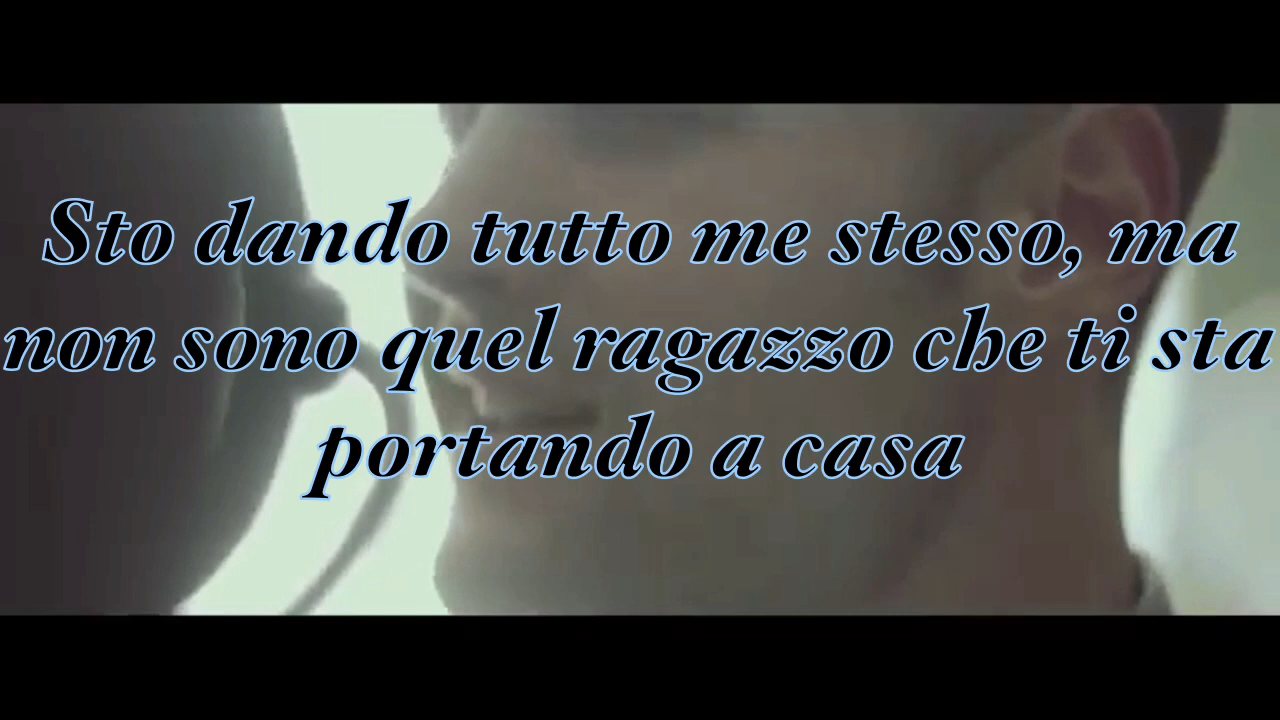 Sto dando tutto me stesso, ma
non sono quel ragazzo che ti sta
portando a casa